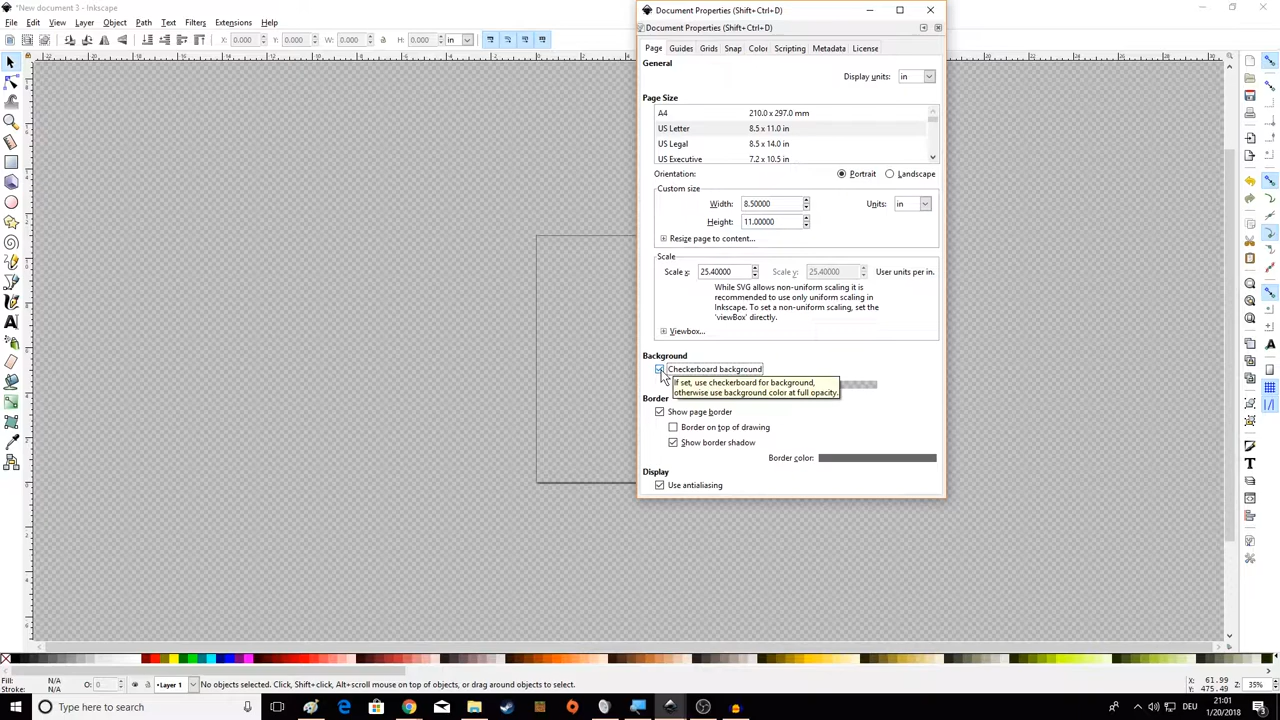 *New document 3 - Inkscape
File Edit View Layer Object Path Text Filters Extensions Help
X: 0.000 Y: 0.000 W: 0.000 H: 0.000 in
Document Properties (Shift+Ctrl+D)
Document Properties (Shift+Ctrl+D)
Page Guides Grids Snap Color Scripting Metadata License
General
Display units: in
Page Size
A4 210.0 x 297.0 mm
US Letter 8.5 x 11.0 in
US Legal 8.5 x 14.0 in
US Executive 7.2 x 10.5 in
Orientation: Portrait Landscape
Custom size
Width: 8.50000 Units: in
Height: 11.00000
Resize page to content...
Scale
Scale x: 25.40000 Scale y: 25.40000 User units per in.
While SVG allows non-uniform scaling it is
recommended to use only uniform scaling in
Inkscape. To set a non-uniform scaling, set the
'viewBox' directly.
Viewbox...
Background
Checkerboard background
If set, use checkerboard for background,
otherwise use background color at full opacity.
Border
Show page border
Border on top of drawing
Show border shadow
Border color:
Display
Use antialiasing
Fill: N/A
Stroke: N/A
O: 0
Layer 1
No objects selected. Click, Shift+click, Alt+scroll mouse on top of objects, or drag around objects to select.
X: 61.99
Y: 475.49
Z: 35%
Type here to search
DEU
21:01
1/20/2018